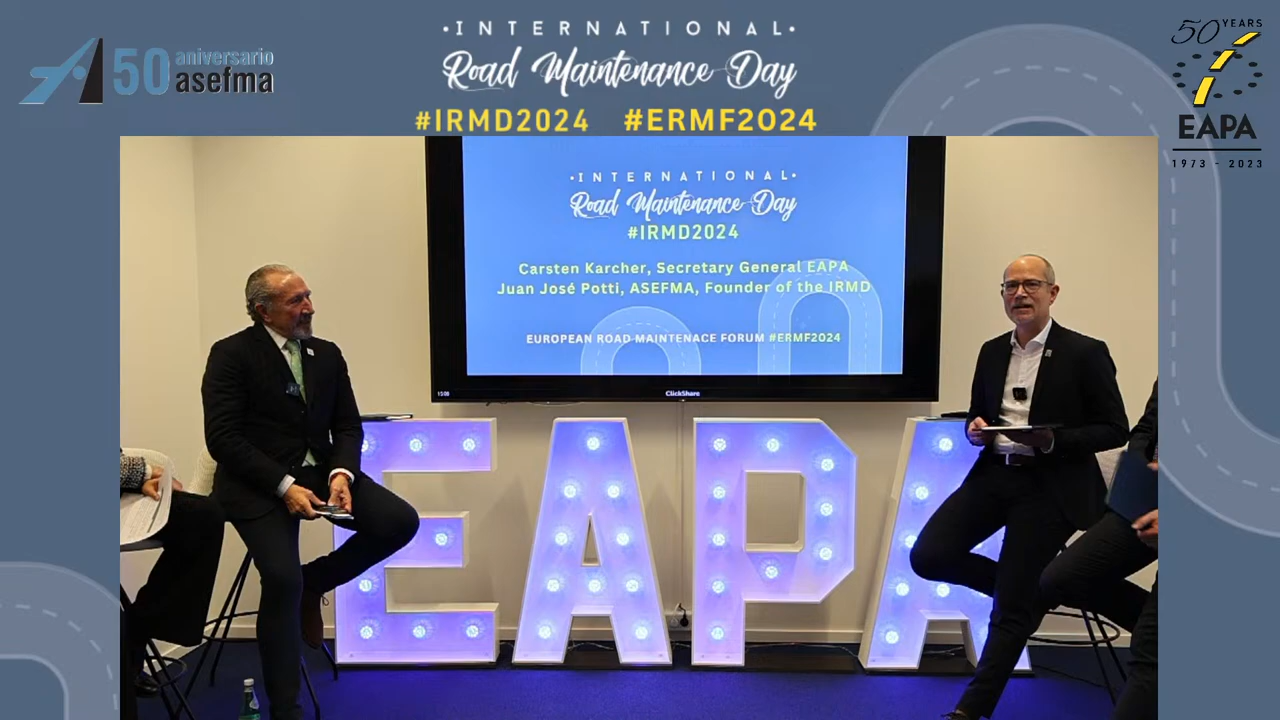 50
aniversario
asefma
·INTERNATIONAL·
Road Maintenance Day
#IRMD2024 #ERMF2024
50 YEARS
EAPA
1973 - 2023
·INTERNATIONAL·
Road Maintenance Day
#IRMD2024
Carsten Karcher, Secretary General EAPA
Juan José Potti, ASEFMA, Founder of the IRMD
EUROPEAN ROAD MAINTENACE FORUM #ERMF2024
15:08
ClickShare
EAPA